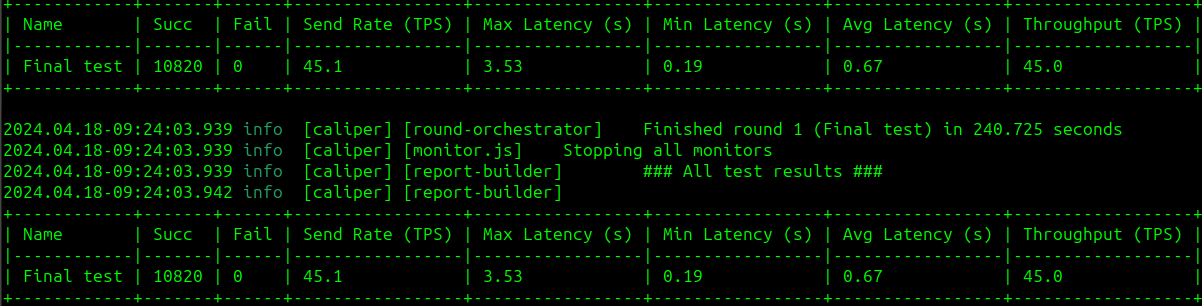 +------------+-------+------+-----------------+-----------------+-----------------+-----------------+------------------+
| Name       | Succ  | Fail | Send Rate (TPS) | Max Latency (s) | Min Latency (s) | Avg Latency (s) | Throughput (TPS) |
|------------|-------|------|-----------------|-----------------|-----------------|-----------------|------------------|
| Final test | 10820 | 0    | 45.1            | 3.53            | 0.19            | 0.67            | 45.0             |
+------------+-------+------+-----------------+-----------------+-----------------+-----------------+------------------+
2024.04.18-09:24:03.939 info  [caliper] [round-orchestrator]    Finished round 1 (Final test) in 240.725 seconds
2024.04.18-09:24:03.939 info  [caliper] [monitor.js]    Stopping all monitors
2024.04.18-09:24:03.939 info  [caliper] [report-builder]        ### All test results ###
2024.04.18-09:24:03.942 info  [caliper] [report-builder]
+------------+-------+------+-----------------+-----------------+-----------------+-----------------+------------------+
| Name       | Succ  | Fail | Send Rate (TPS) | Max Latency (s) | Min Latency (s) | Avg Latency (s) | Throughput (TPS) |
|------------|-------|------|-----------------|-----------------|-----------------|-----------------|------------------|
| Final test | 10820 | 0    | 45.1            | 3.53            | 0.19            | 0.67            | 45.0             |
+------------+-------+------+-----------------+-----------------+-----------------+-----------------+------------------+